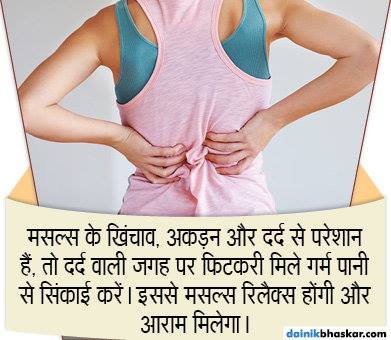 मसल्स के खिंचाव, अकड़न और दर्द से परेशान
हैं, तो दर्द वाली जगह पर फिटकरी मिले गर्म पानी
से सिंकाई करें। इससे मसल्स रिलैक्स होंगी और
आराम मिलेगा।
dainikbhaskar.com